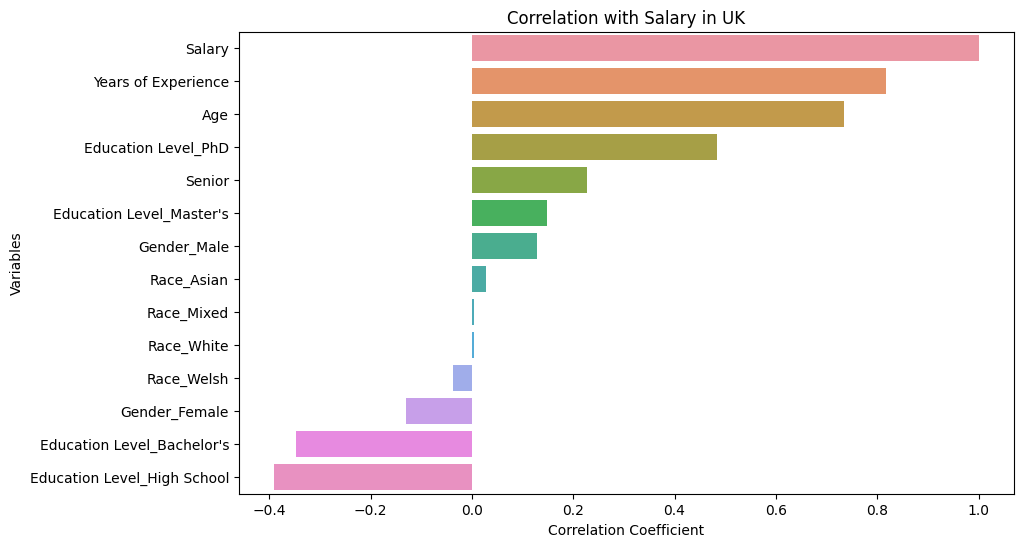 Correlation with Salary in UK
Salary
Years of Experience
Age
Education Level_PhD
Senior
Education Level_Master's
Gender_Male
Race_Asian
Race_Mixed
Race_White
Race_Welsh
Gender_Female
Education Level_Bachelor's
Education Level_High School
Variables
−0.4 −0.2 0.0 0.2 0.4 0.6 0.8 1.0
Correlation Coefficient